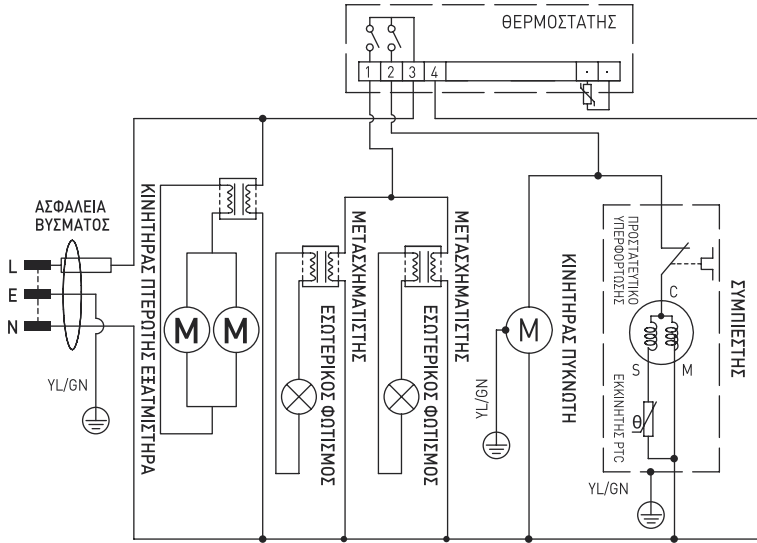 ΘΕΡΜΟΣΤΑΤΗΣ
1 2 3 4
ΑΣΦΑΛΕΙΑ
ΒΥΣΜΑΤΟΣ
L
E
N
YL/GN
ΚΙΝΗΤΗΡΑΣ ΠΤΕΡΩΤΗΣ ΕΞΑΤΜΙΣΤΗΡΑ
M M
ΜΕΤΑΣΧΗΜΑΤΙΣΤΗΣ
ΕΣΩΤΕΡΙΚΟΣ ΦΩΤΙΣΜΟΣ
ΜΕΤΑΣΧΗΜΑΤΙΣΤΗΣ
ΕΣΩΤΕΡΙΚΟΣ ΦΩΤΙΣΜΟΣ
M
YL/GN
ΚΙΝΗΤΗΡΑΣ ΠΥΚΝΩΤΗ
ΠΡΟΣΤΑΤΕΥΤΙΚΟ
ΥΠΕΡΦΟΡΤΩΣΗΣ
C
S M
ΕΚΚΙΝΗΤΗΣ PTC
θ
YL/GN
ΣΥΜΠΙΕΣΤΗΣ